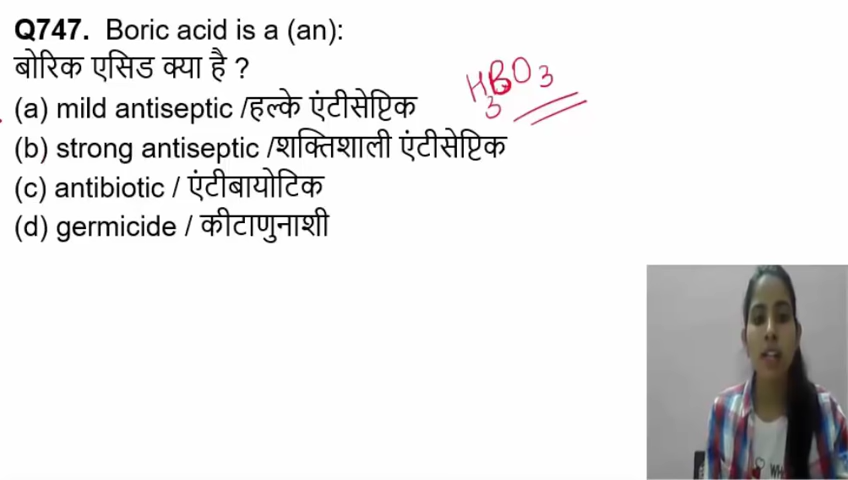 Q747. Boric acid is a (an):
बोरिक एसिड क्या है ?
H3BO3
(a) mild antiseptic /हल्के एंटीसेप्टिक
(b) strong antiseptic /शक्तिशाली एंटीसेप्टिक
(c) antibiotic / एंटीबायोटिक
(d) germicide / कीटाणुनाशी